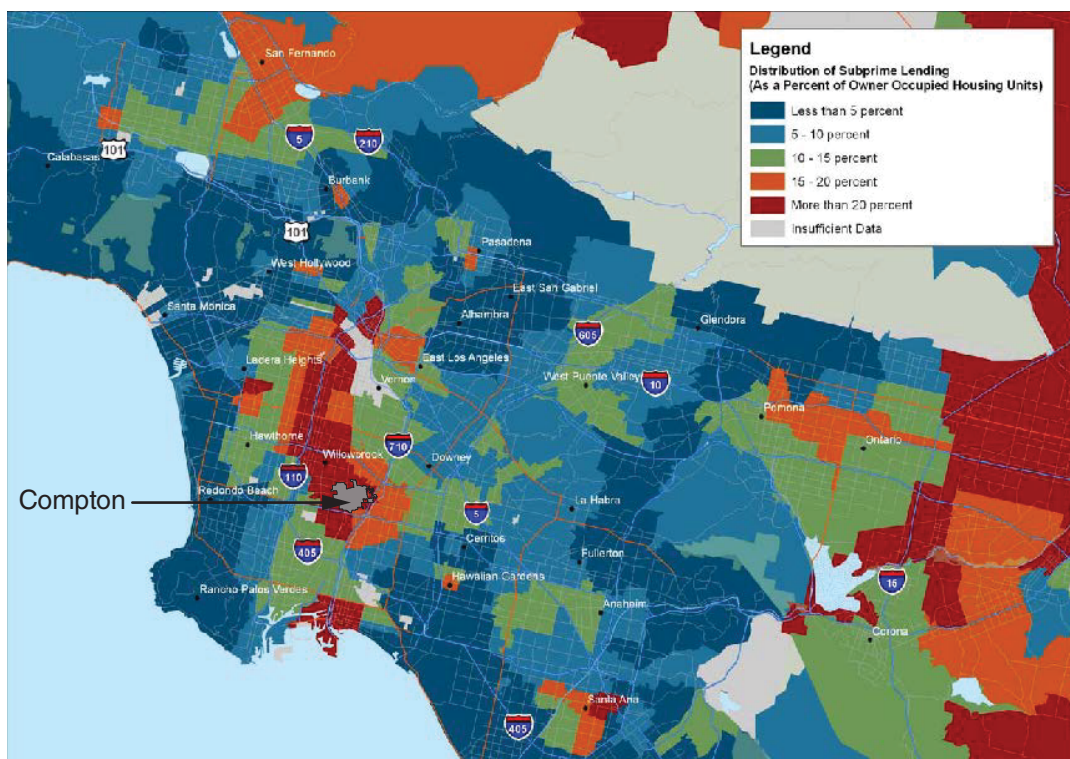 Legend
Distribution of Subprime Lending
(As a Percent of Owner Occupied Housing Units)
Less than 5 percent
5 - 10 percent
10 - 15 percent
15 - 20 percent
More than 20 percent
Insufficient Data
San Fernando
5
210
101
Calabasas
Burbank
101
Pasadena
West Hollywood
East San Gabriel
Santa Monica
Alhambra
Glendora
605
Ladera Heights
East Los Angeles
West Puente Valley
10
Vernon
Pomona
Hawthorne
710
Ontario
Willowbrook
Downey
110
Compton
Redondo Beach
La Habra
5
Cerritos
405
Fullerton
Hawaiian Gardens
15
Rancho Palos Verdes
Anaheim
Corona
Santa Ana
405